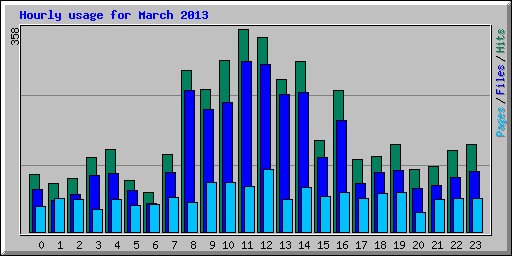 Hourly usage for March 2013
358
Pages / Files / Hits
0 1 2 3 4 5 6 7 8 9 10 11 12 13 14 15 16 17 18 19 20 21 22 23